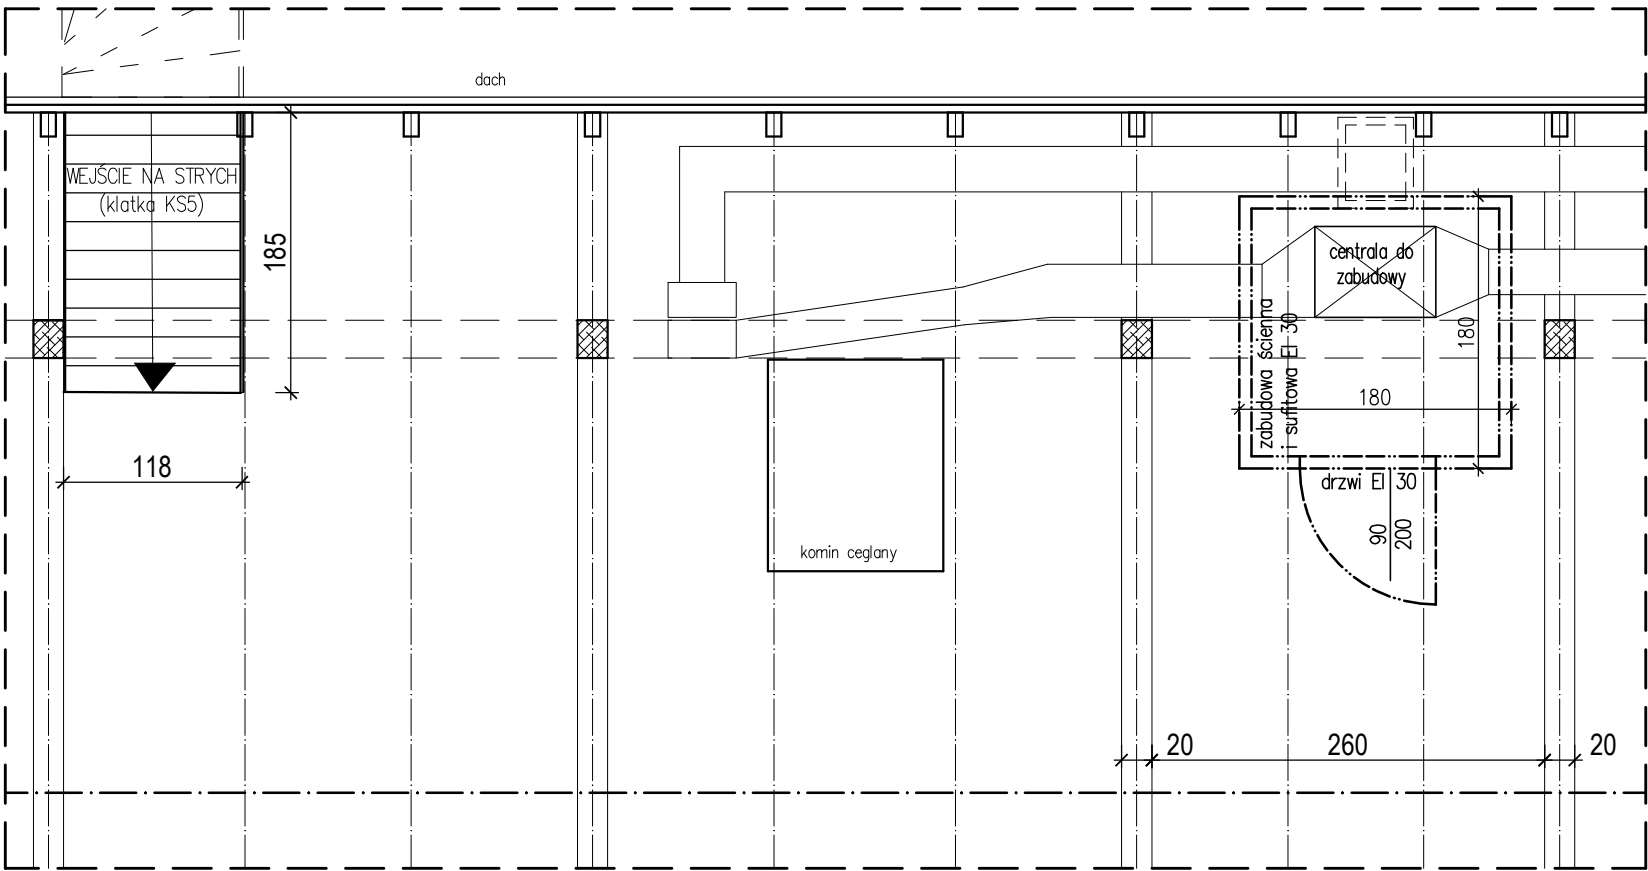 dach
WEJŚCIE NA STRYCH
(klatka KS5)
185
118
komin ceglany
centrala do
zabudowy
zabudowa ścienna
i sufitowa EI 30
180
180
drzwi EI 30
90
200
20
260
20